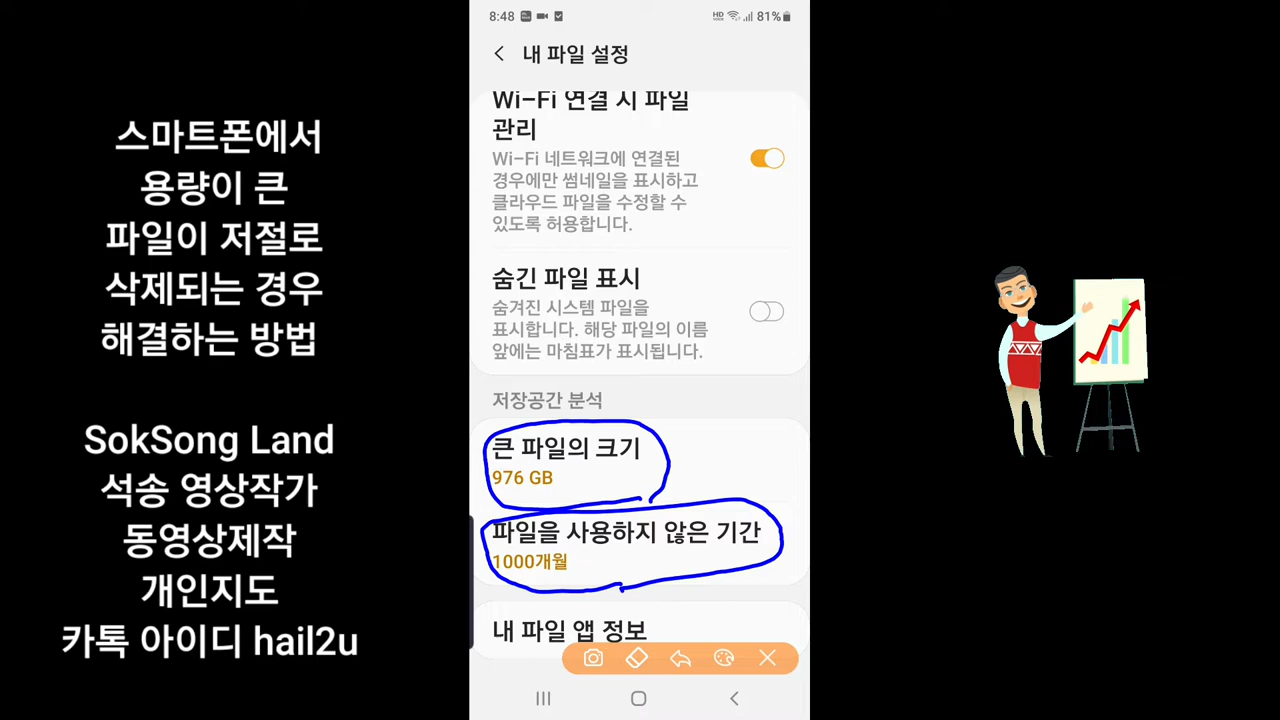 스마트폰에서
용량이 큰
파일이 저절로
삭제되는 경우
해결하는 방법
SokSong Land
석송 영상작가
동영상제작
개인지도
카톡 아이디 hail2u
8:48
81%
내 파일 설정
Wi-Fi 연결 시 파일
관리
Wi-Fi 네트워크에 연결된
경우에만 썸네일을 표시하고
클라우드 파일을 수정할 수
있도록 허용합니다.
숨긴 파일 표시
숨겨진 시스템 파일을
표시합니다. 해당 파일의 이름
앞에는 마침표가 표시됩니다.
저장공간 분석
큰 파일의 크기
976 GB
파일을 사용하지 않은 기간
1000개월
내 파일 앱 정보